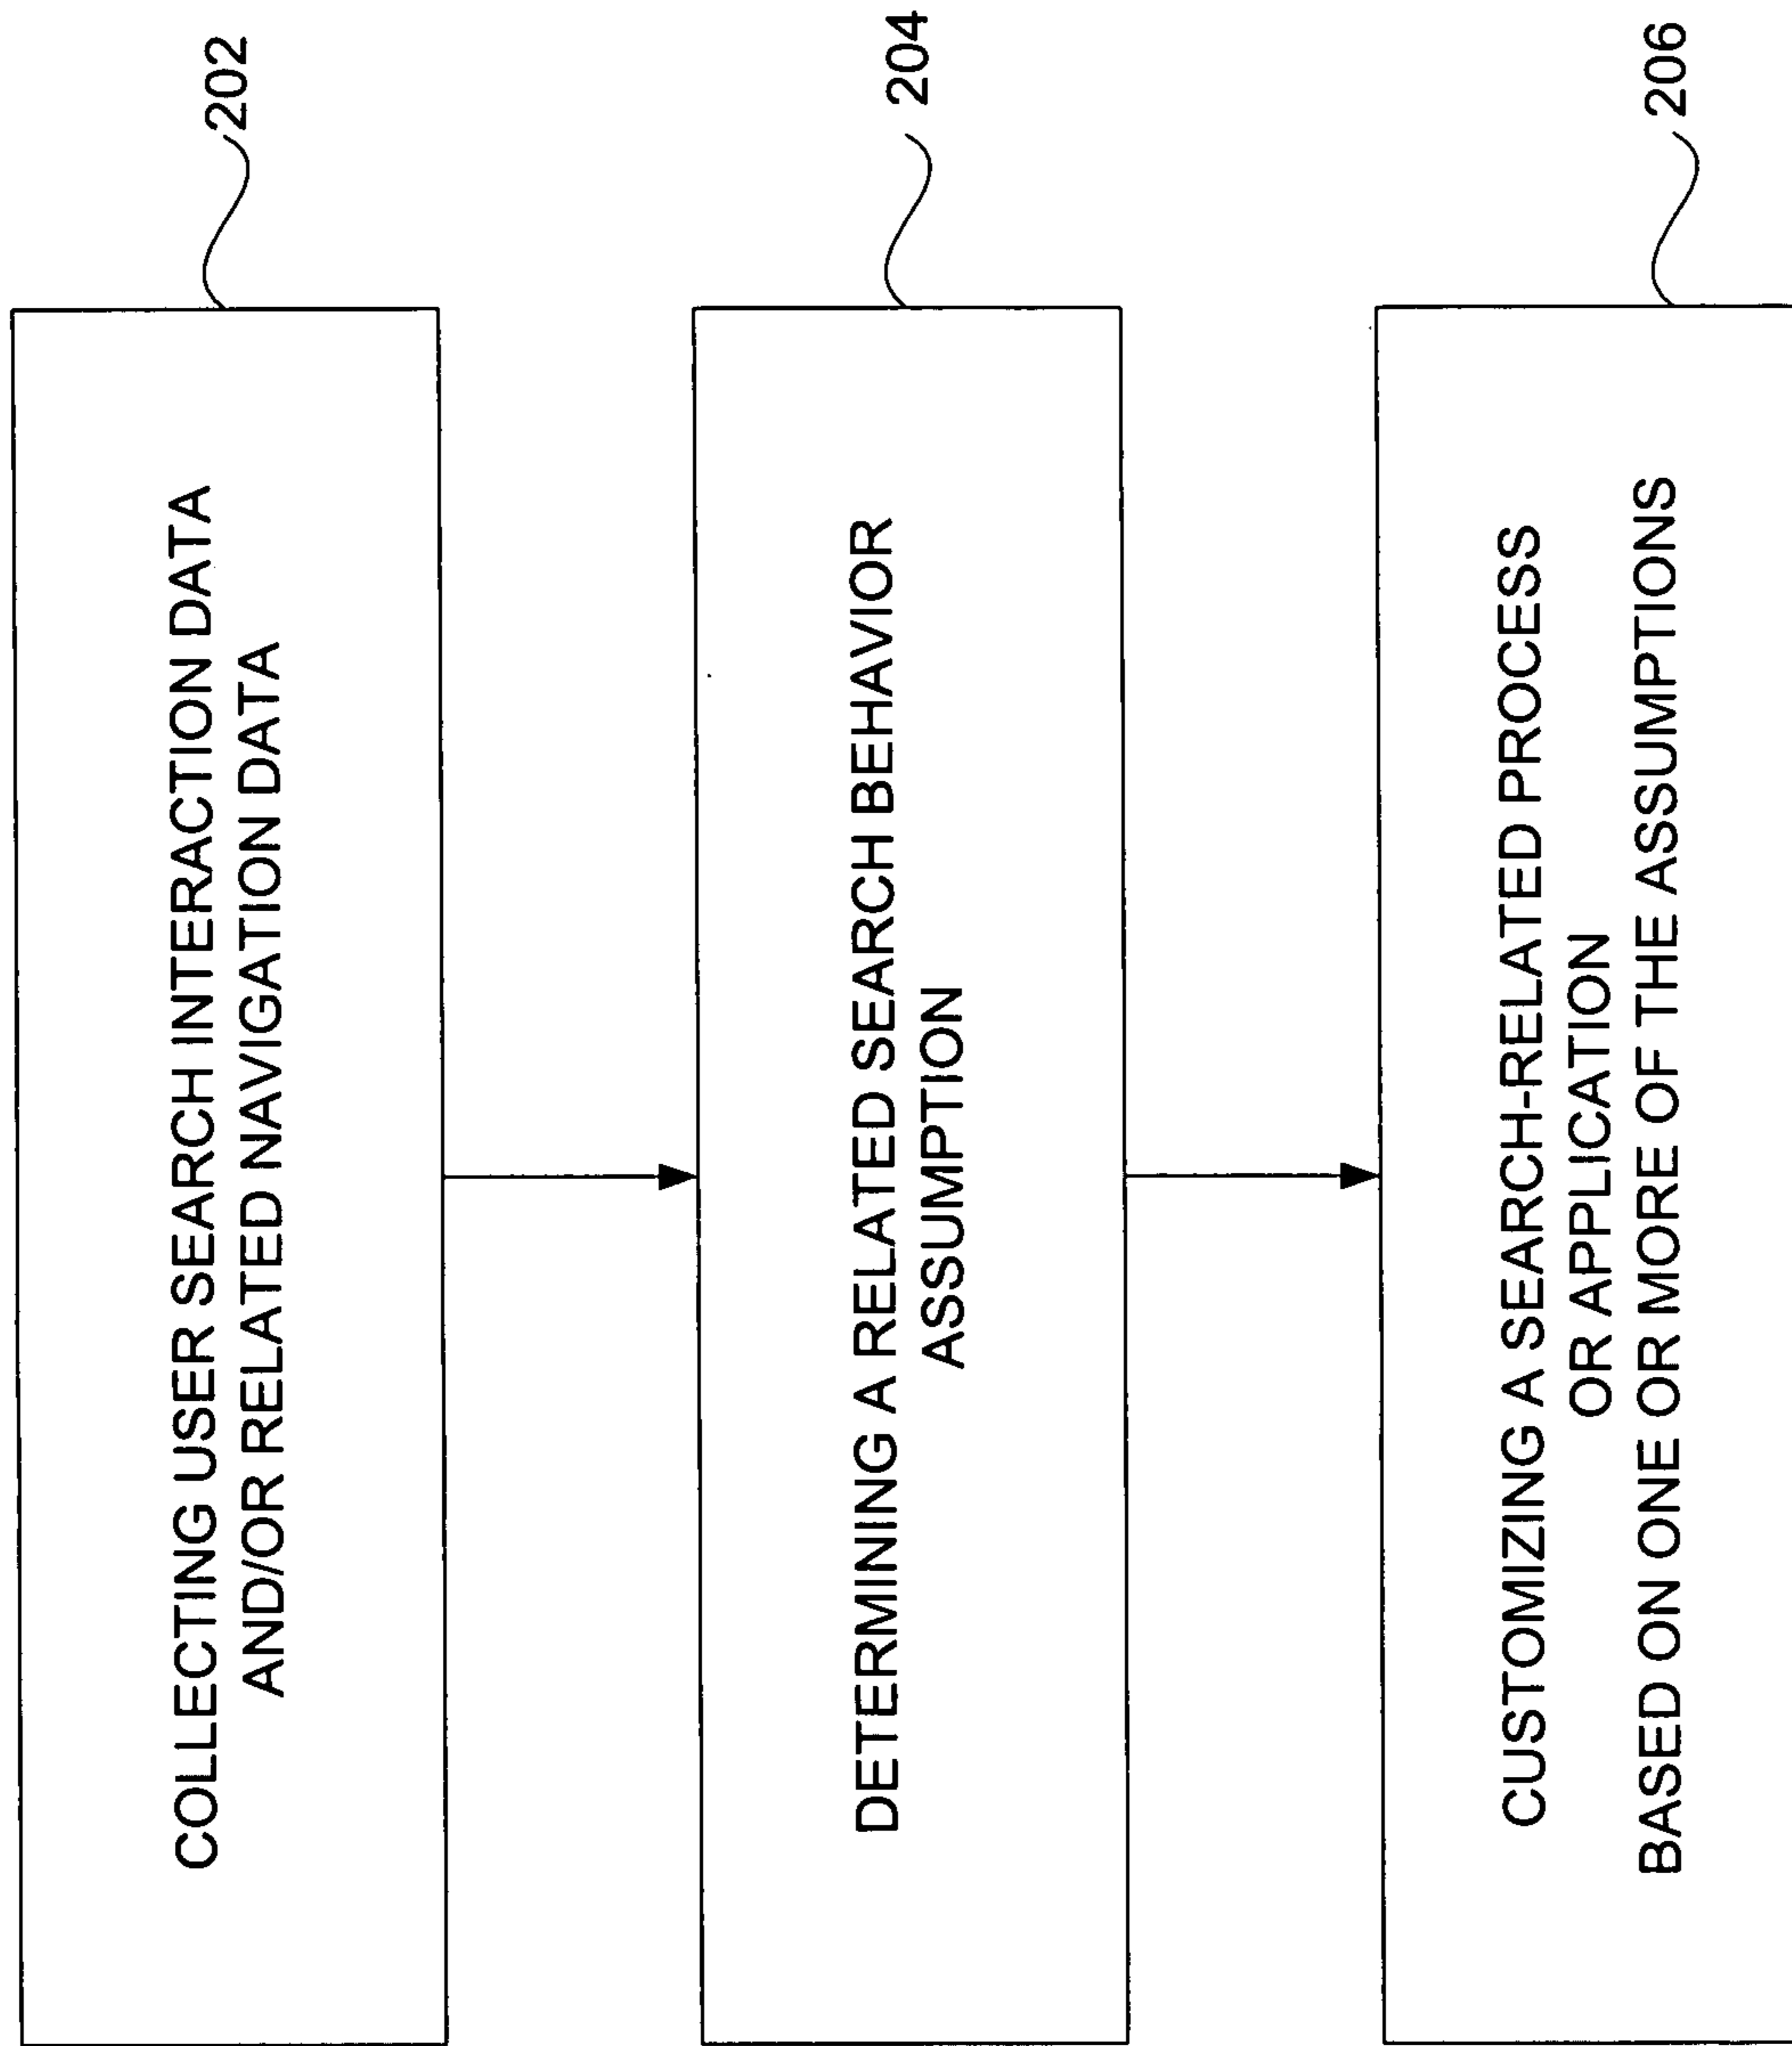 COLLECTING USER SEARCH INTERACTION DATA
AND/OR RELATED NAVIGATION DATA
202
DETERMINING A RELATED SEARCH BEHAVIOR
ASSUMPTION
204
CUSTOMIZING A SEARCH-RELATED PROCESS
OR APPLICATION
BASED ON ONE OR MORE OF THE ASSUMPTIONS
206